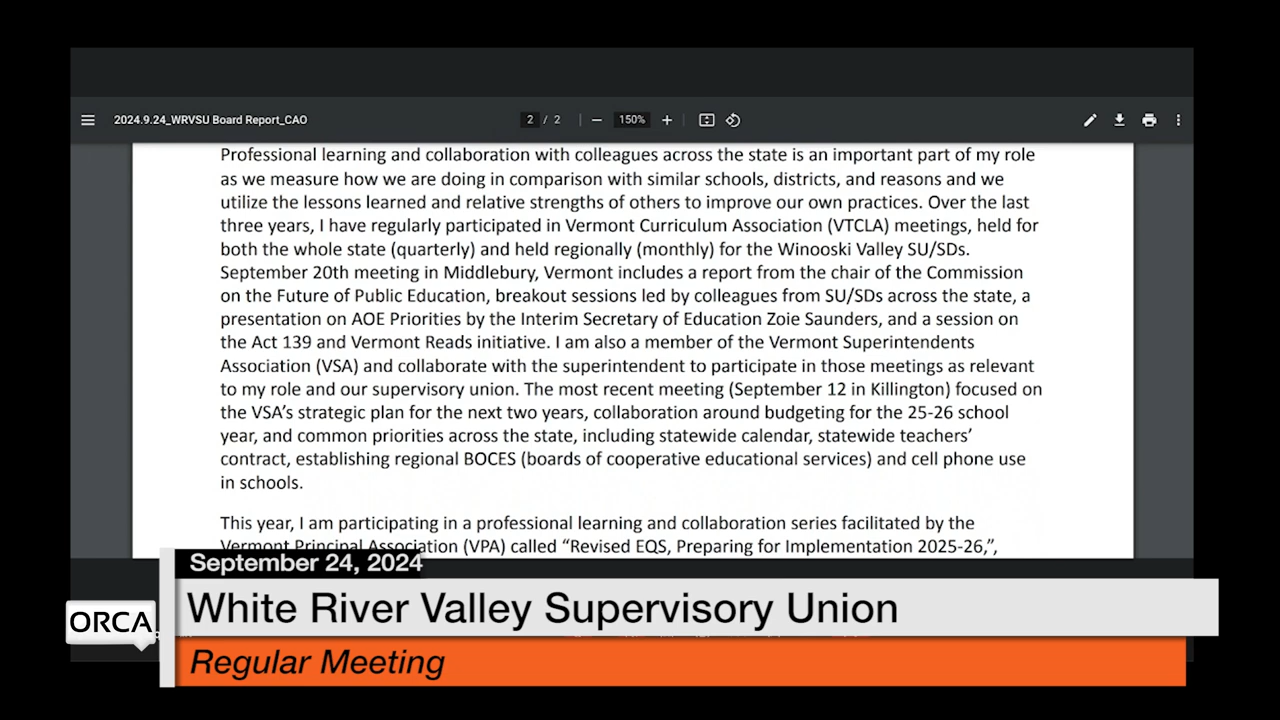 2024.9.24_WRVSU Board Report_CAO
2 / 2
150%
Professional learning and collaboration with colleagues across the state is an important part of my role
as we measure how we are doing in comparison with similar schools, districts, and reasons and we
utilize the lessons learned and relative strengths of others to improve our own practices. Over the last
three years, I have regularly participated in Vermont Curriculum Association (VTCLA) meetings, held for
both the whole state (quarterly) and held regionally (monthly) for the Winooski Valley SU/SDs.
September 20th meeting in Middlebury, Vermont includes a report from the chair of the Commission
on the Future of Public Education, breakout sessions led by colleagues from SU/SDs across the state, a
presentation on AOE Priorities by the Interim Secretary of Education Zoie Saunders, and a session on
the Act 139 and Vermont Reads initiative. I am also a member of the Vermont Superintendents
Association (VSA) and collaborate with the superintendent to participate in those meetings as relevant
to my role and our supervisory union. The most recent meeting (September 12 in Killington) focused on
the VSA's strategic plan for the next two years, collaboration around budgeting for the 25-26 school
year, and common priorities across the state, including statewide calendar, statewide teachers'
contract, establishing regional BOCES (boards of cooperative educational services) and cell phone use
in schools.
This year, I am participating in a professional learning and collaboration series facilitated by the
Vermont Principal Association (VPA) called “Revised EQS, Preparing for Implementation 2025-26,”,
September 24, 2024
White River Valley Supervisory Union
ORCA
Regular Meeting